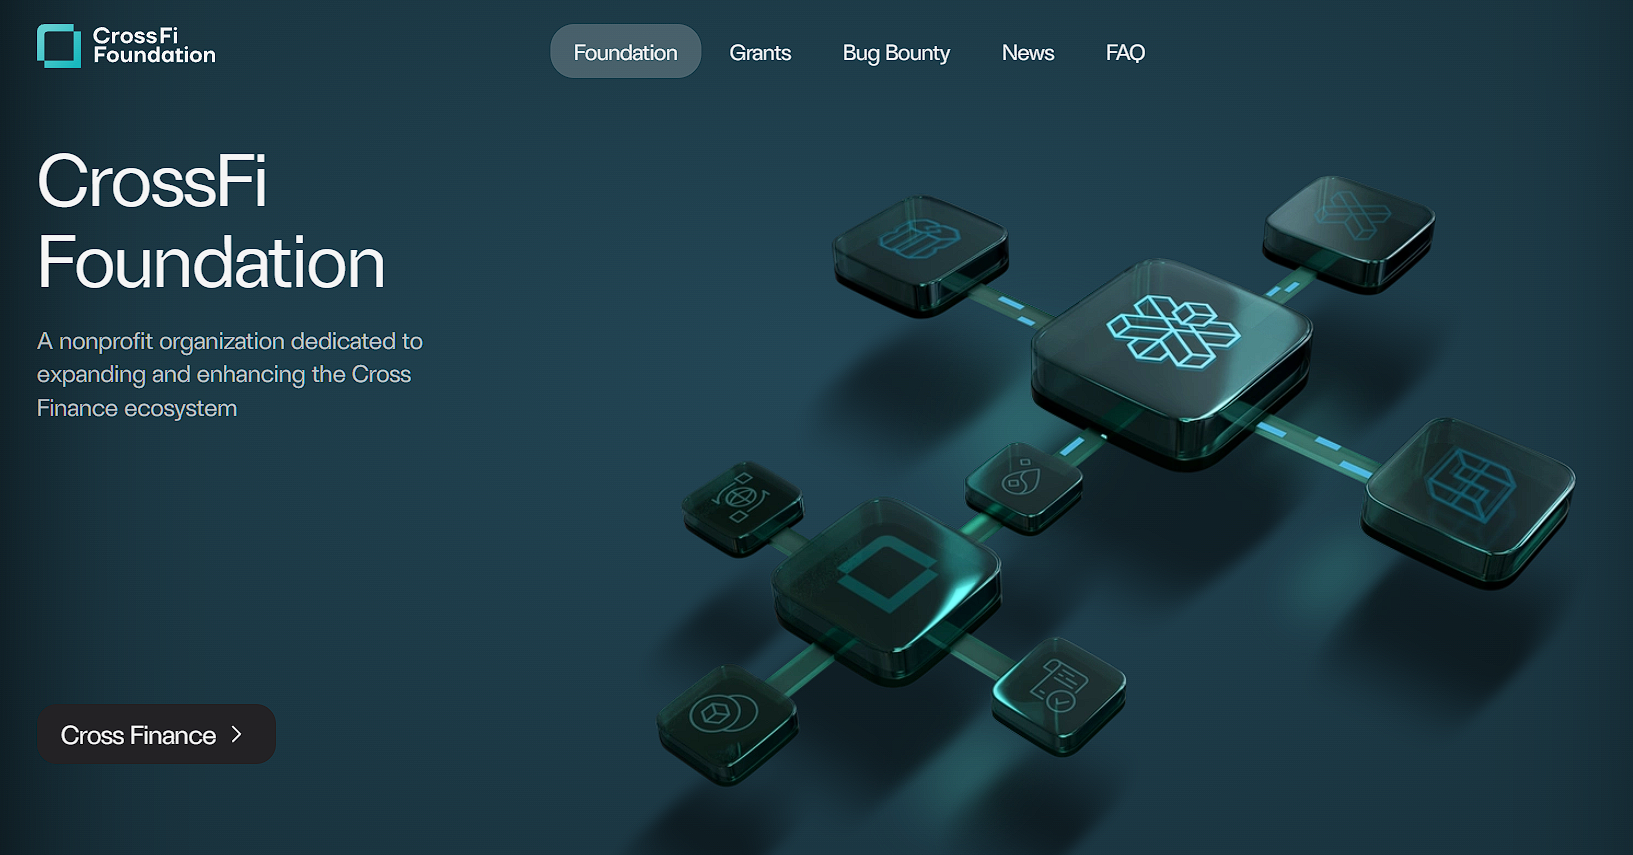 CrossFi
Foundation
Foundation
Grants
Bug Bounty
News
FAQ
CrossFi
Foundation
A nonprofit organization dedicated to
expanding and enhancing the Cross
Finance ecosystem
Cross Finance